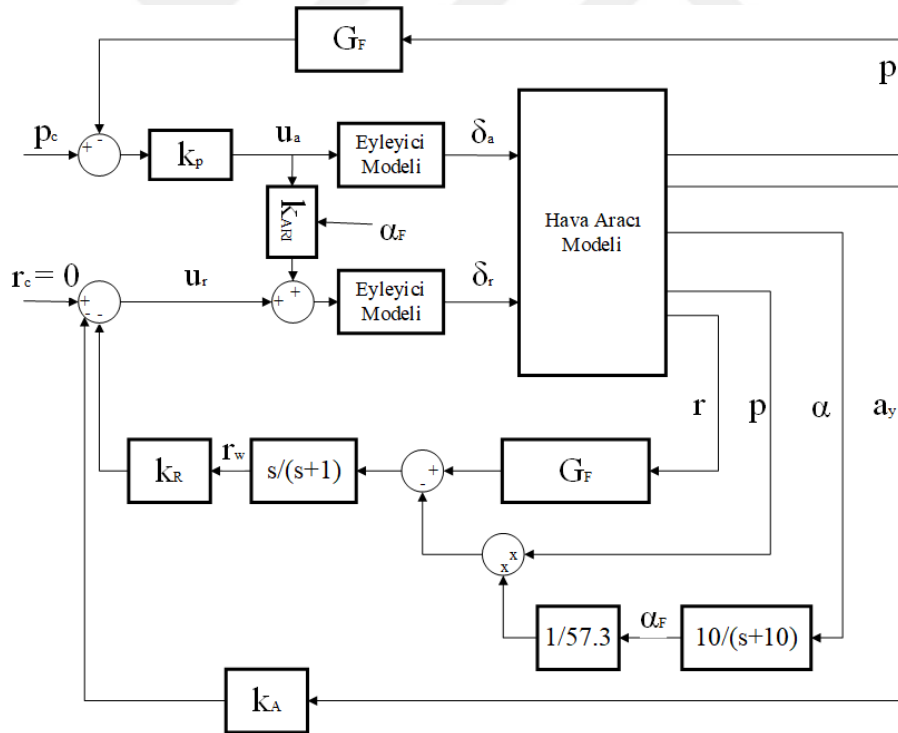 G_F
p
p_c
+
-
k_p
u_a
Eyleyici
Modeli
δ_a
k_ARI
α_F
Hava Aracı
Modeli
r_c = 0
+
-
-
u_r
+
+
Eyleyici
Modeli
δ_r
r
p
α
a_y
k_R
r_w
s/(s+1)
+
-
G_F
x
x
1/57.3
α_F
10/(s+10)
k_A